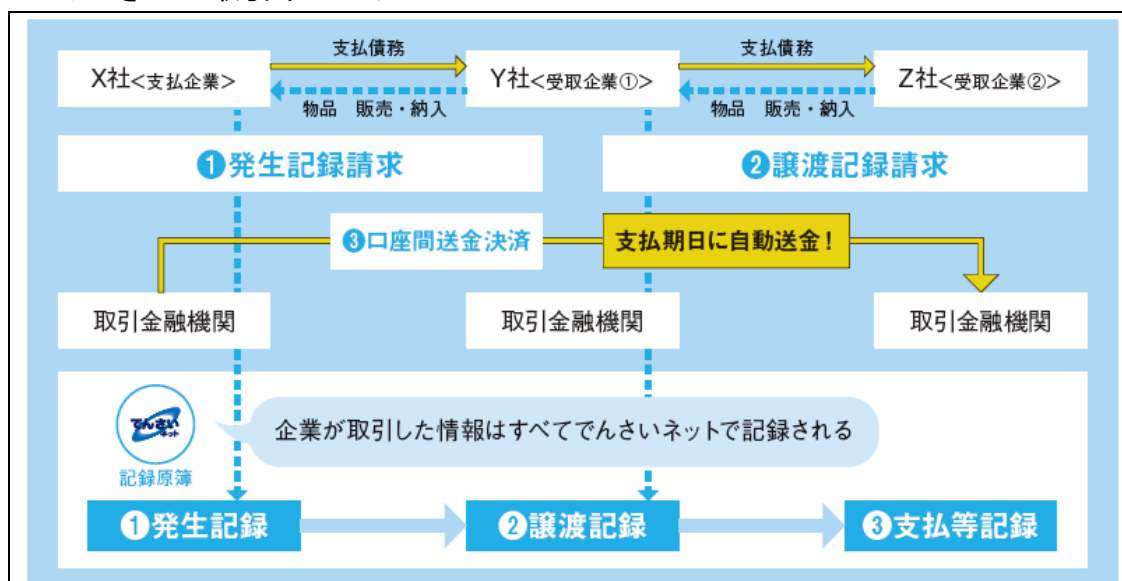 支払債務
支払債務
X社<支払企業>
Y社<受取企業①>
Z社<受取企業②>
物品 販売・納入
物品 販売・納入
❶発生記録請求
❷譲渡記録請求
❸口座間送金決済
支払期日に自動送金!
取引金融機関
取引金融機関
取引金融機関
でんさい
ネット
企業が取引した情報はすべてでんさいネットで記録される
記録原簿
❶発生記録
❷譲渡記録
❸支払等記録